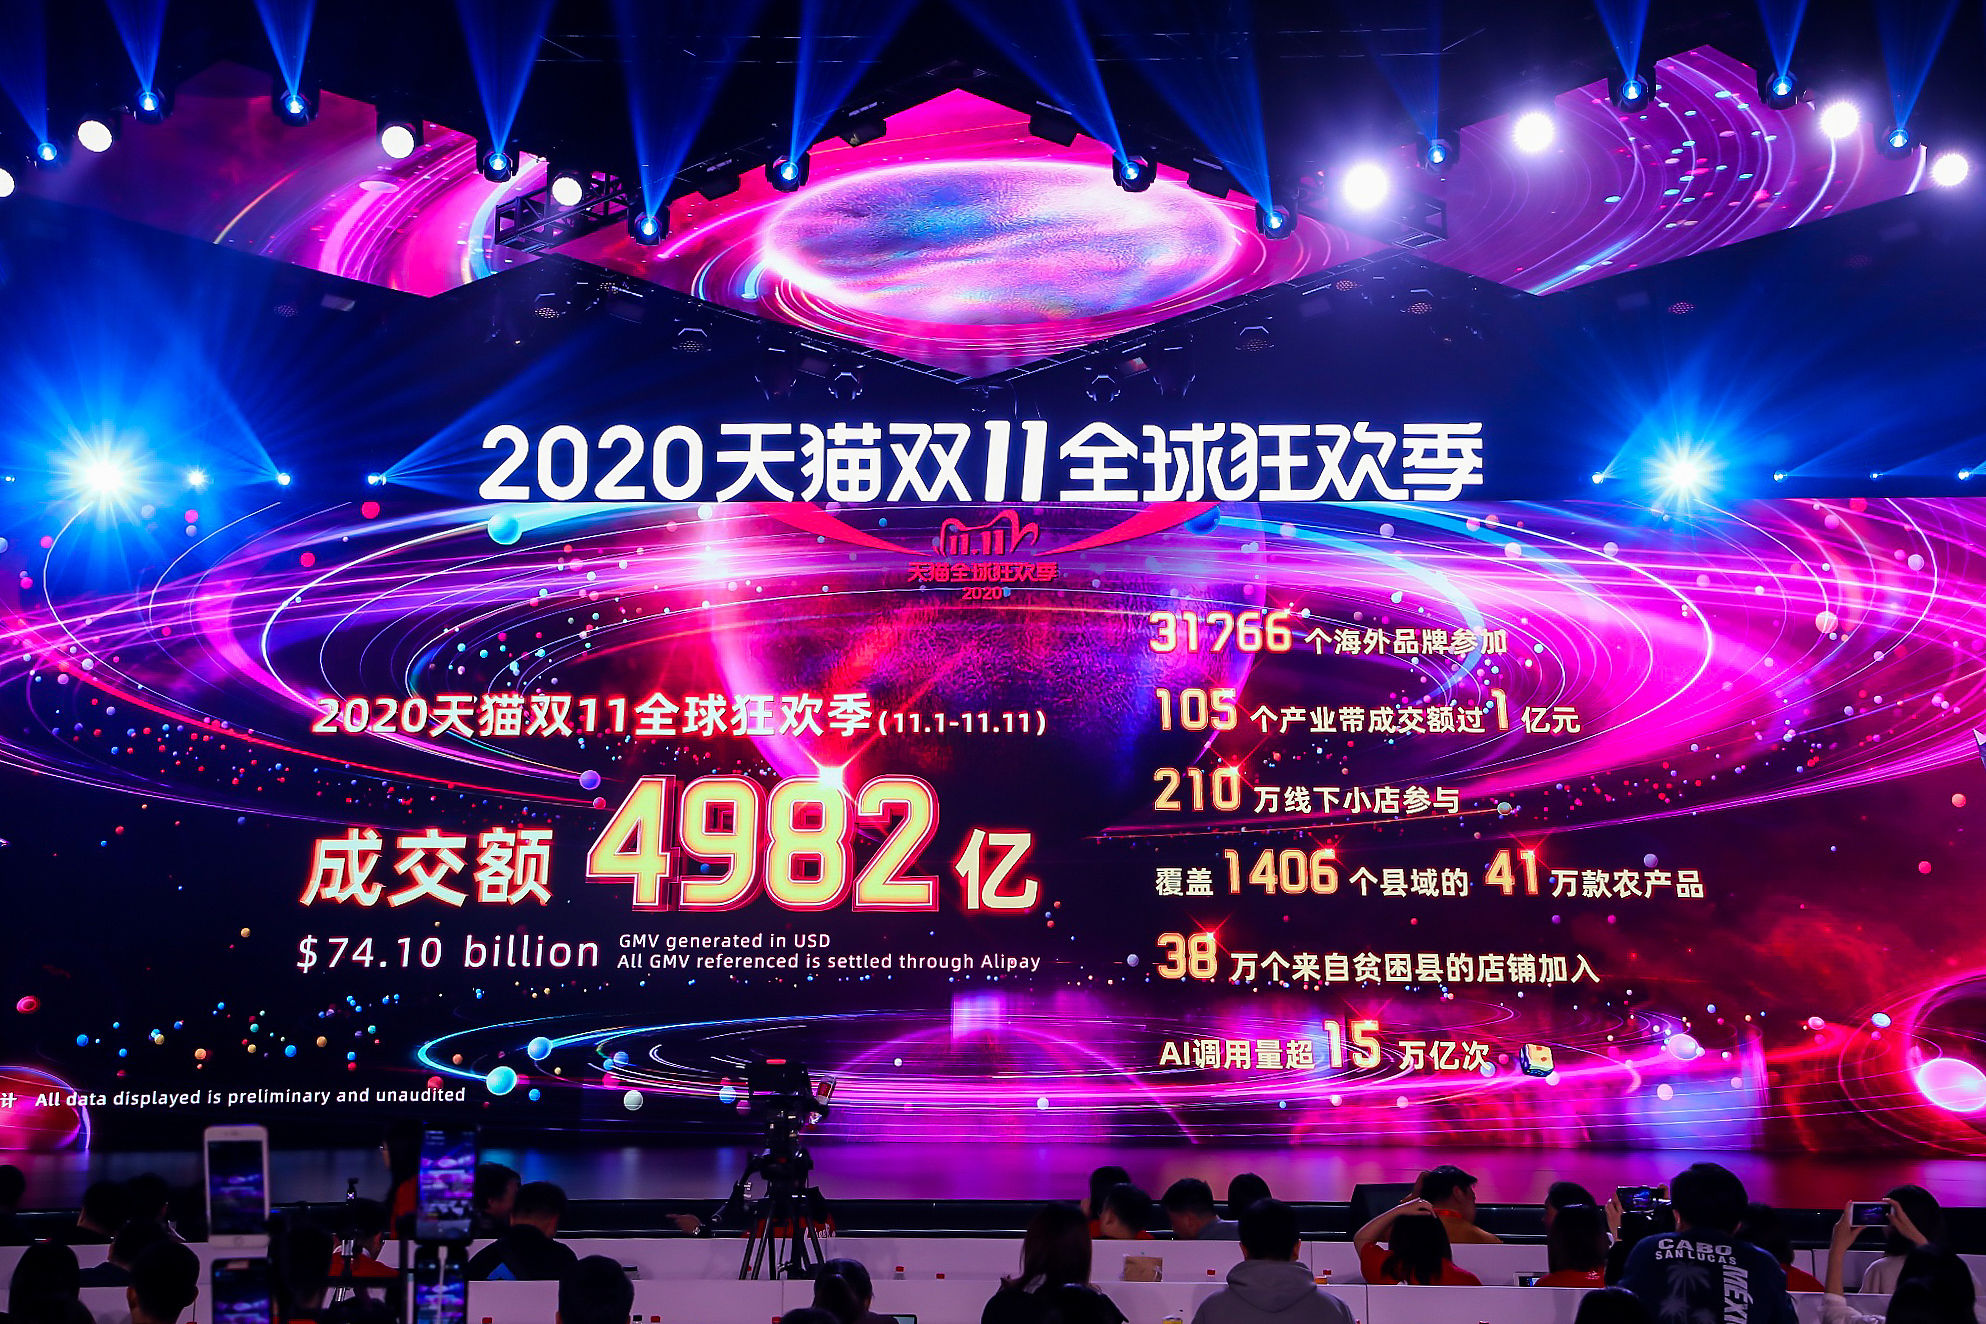 2020天猫双11全球狂欢季
11.11
天猫全球狂欢季
2020
2020天猫双11全球狂欢季(11.1-11.11)
成交额 4982 亿
$74.10 billion
GMV generated in USD
All GMV referenced is settled through Alipay
31766 个海外品牌参加
105 个产业带成交额过 1 亿元
210 万线下小店参与
覆盖 1406 个县域的 41 万款农产品
38 万个来自贫困县的店铺加入
AI调用量超 15 万亿次
计 All data displayed is preliminary and unaudited
CABO
SAN LUCAS